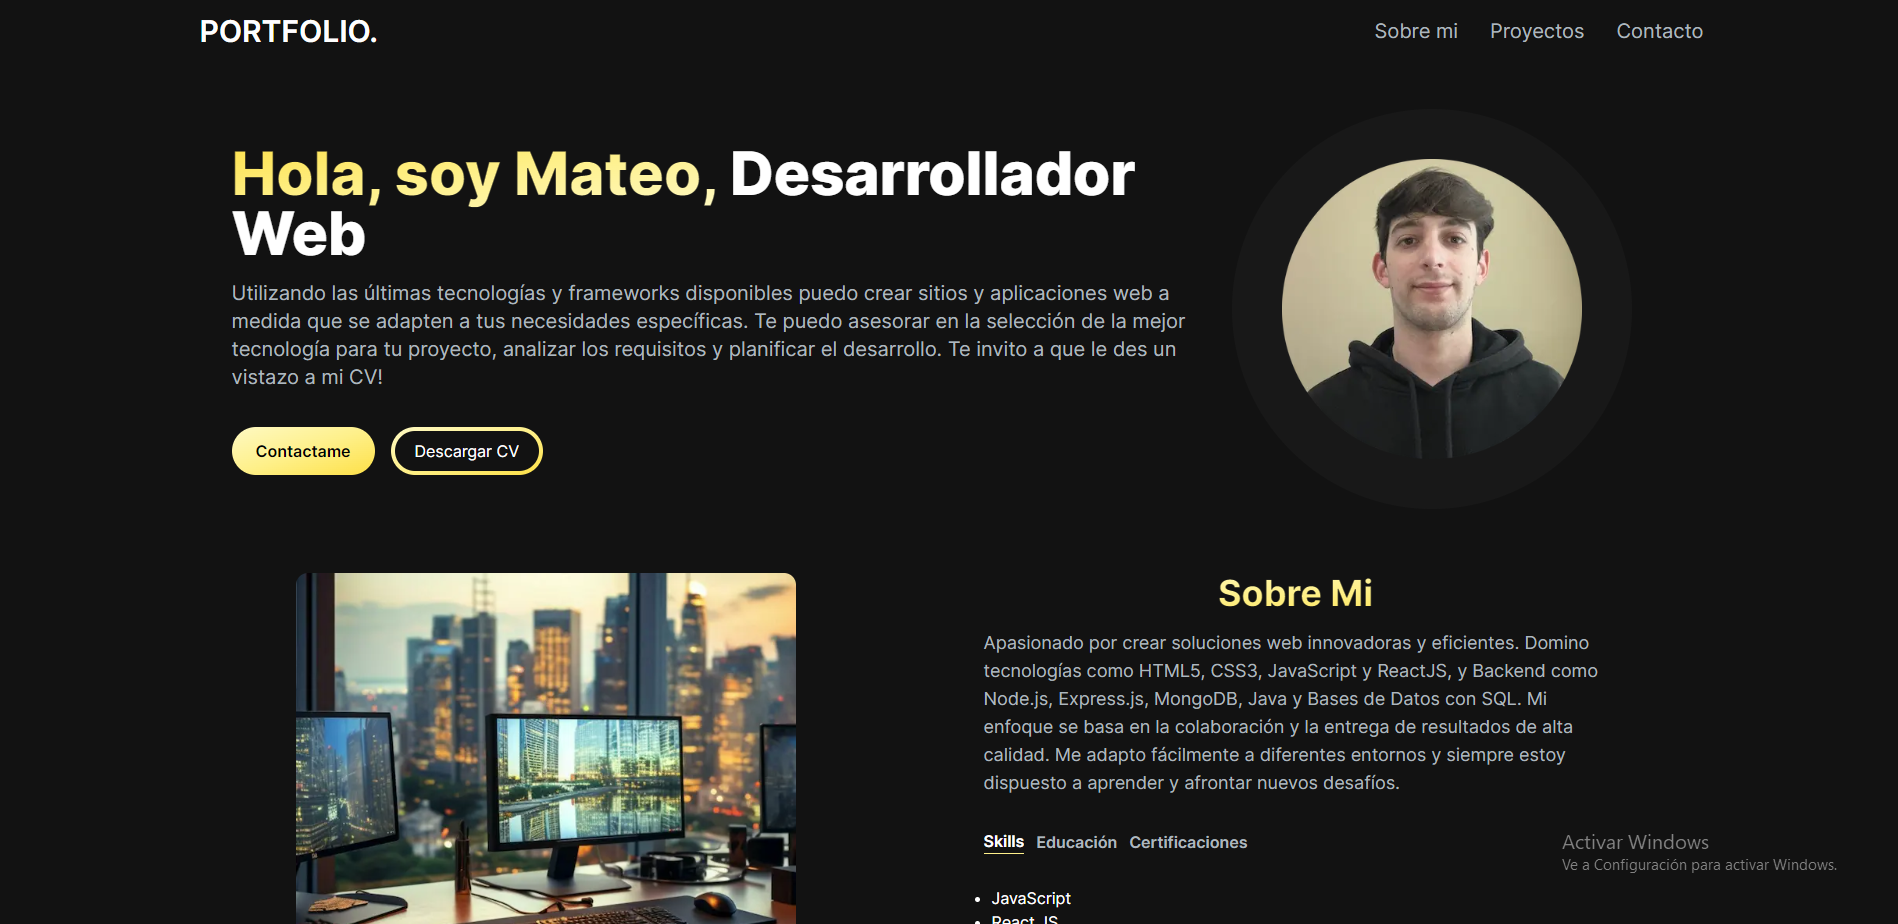 PORTFOLIO.
Sobre mi
Proyectos
Contacto
Hola, soy Mateo, Desarrollador
Web
Utilizando las últimas tecnologías y frameworks disponibles puedo crear sitios y aplicaciones web a
medida que se adapten a tus necesidades específicas. Te puedo asesorar en la selección de la mejor
tecnología para tu proyecto, analizar los requisitos y planificar el desarrollo. Te invito a que le des un
vistazo a mi CV!
Contactame
Descargar CV
Sobre Mi
Apasionado por crear soluciones web innovadoras y eficientes. Domino
tecnologías como HTML5, CSS3, JavaScript y ReactJS, y Backend como
Node.js, Express.js, MongoDB, Java y Bases de Datos con SQL. Mi
enfoque se basa en la colaboración y la entrega de resultados de alta
calidad. Me adapto fácilmente a diferentes entornos y siempre estoy
dispuesto a aprender y afrontar nuevos desafíos.
Skills
Educación
Certificaciones
Activar Windows
Ve a Configuración para activar Windows.
• JavaScript
• React JS